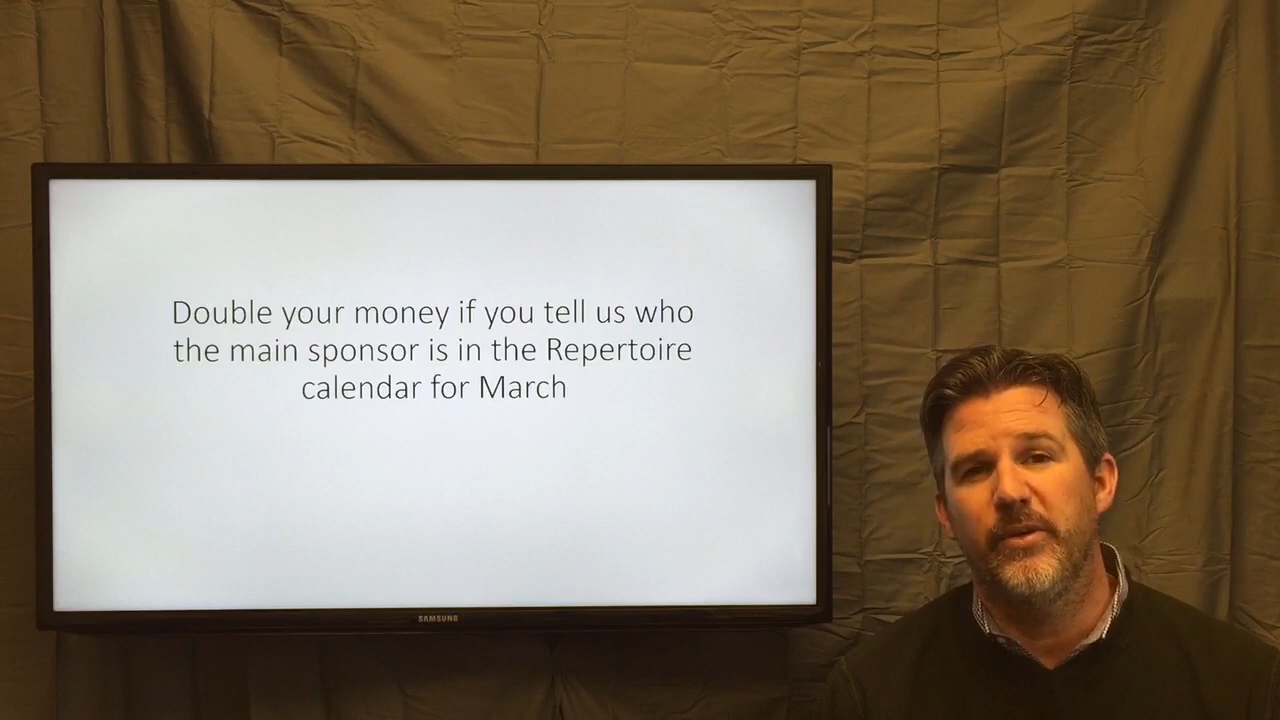 Double your money if you tell us who
the main sponsor is in the Repertoire
calendar for March
SAMSUNG